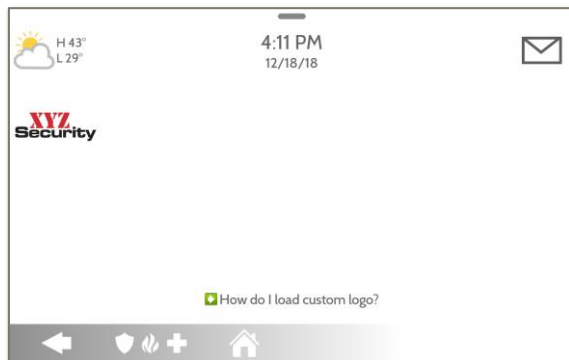 H 43°
L 29°
4:11 PM
12/18/18
XYZ
Security
How do I load custom logo?